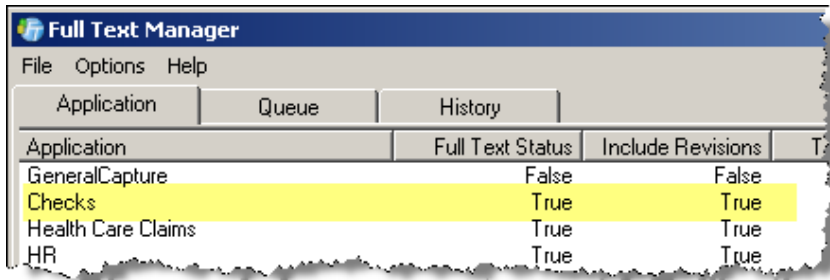 Full Text Manager
File Options Help
Application Queue History
Application Full Text Status Include Revisions
GeneralCapture False False
Checks True True
Health Care Claims True True
HR True True